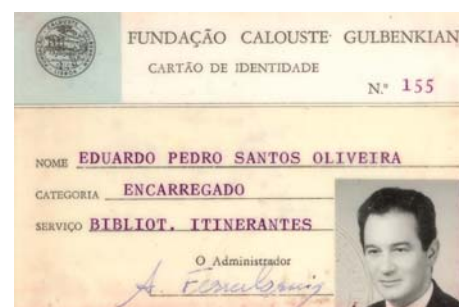 FUNDAÇÃO CALOUSTE GULBENKIAN
CARTÃO DE IDENTIDADE
N.º 155
NOME EDUARDO PEDRO SANTOS OLIVEIRA
CATEGORIA ENCARREGADO
SERVIÇO BIBLIOT. ITINERANTES
O Administrador